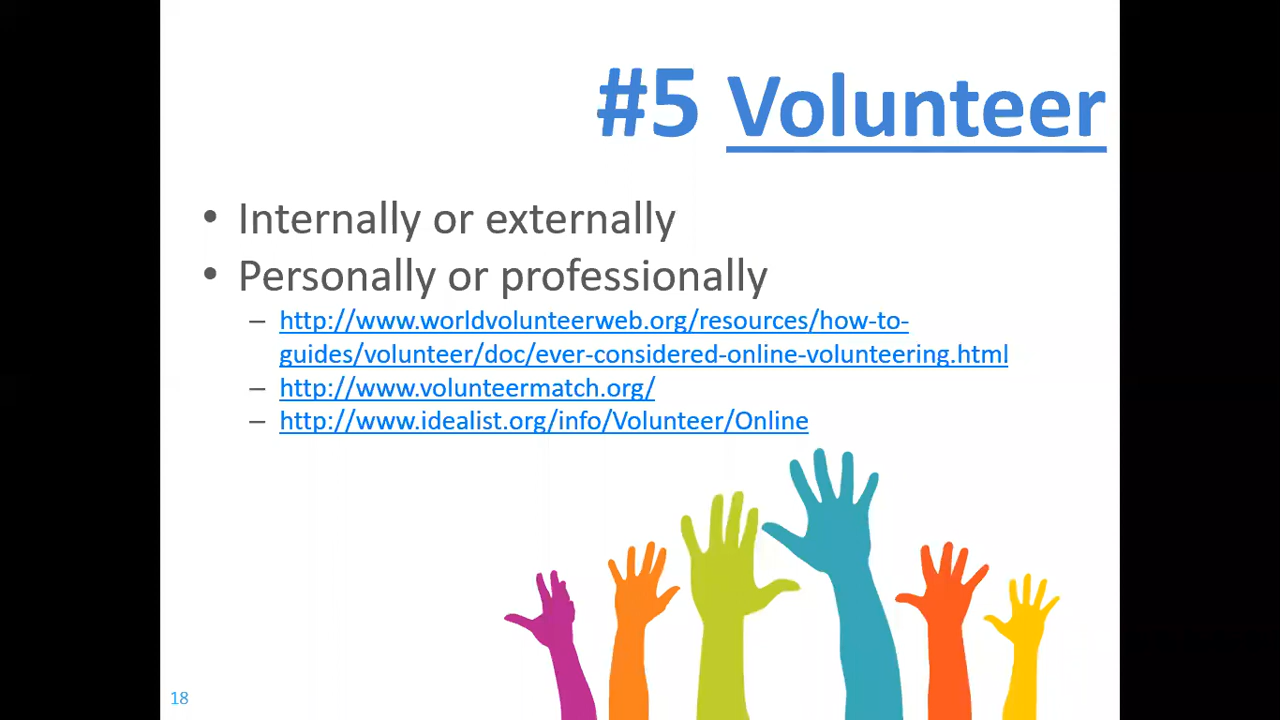 #5 Volunteer
• Internally or externally
• Personally or professionally
– http://www.worldvolunteerweb.org/resources/how-to-
guides/volunteer/doc/ever-considered-online-volunteering.html
– http://www.volunteermatch.org/
– http://www.idealist.org/info/Volunteer/Online
18